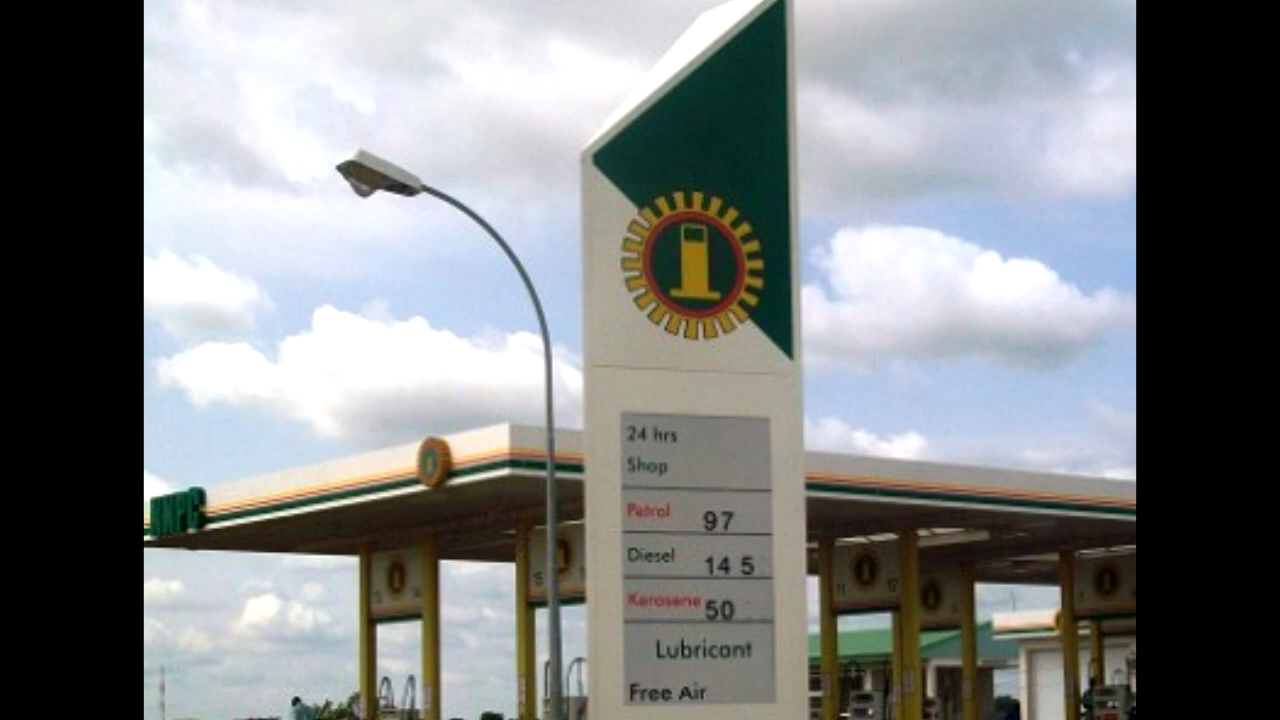 24 hrs
Shop
Petrol 97
Diesel 14 5
Kerosene 50
Lubricant
Free Air
NNPC